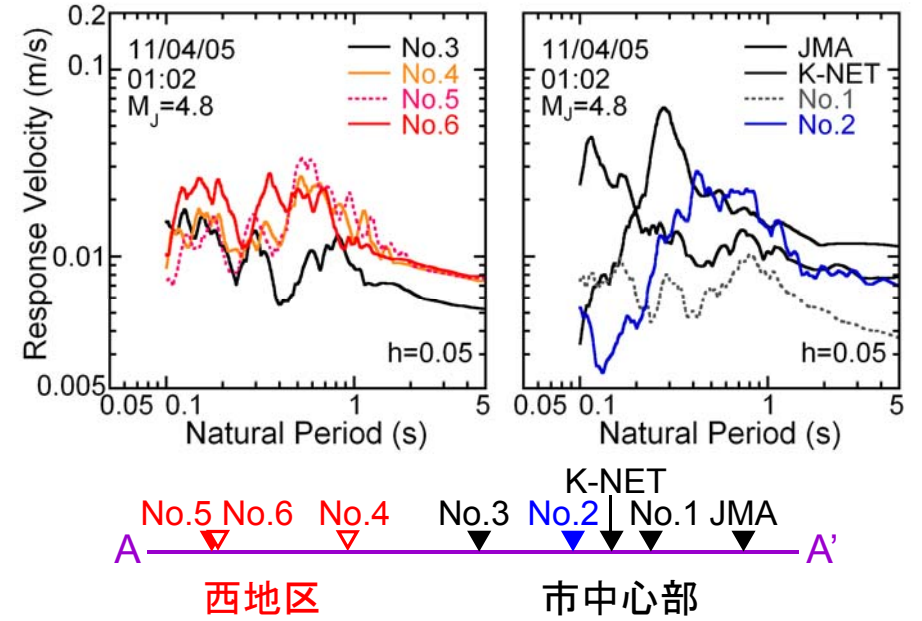 Response Velocity (m/s)
0.2
0.1
0.01
0.005
11/04/05
01:02
MJ=4.8
No.3
No.4
No.5
No.6
h=0.05
0.05 0.1 1 5
Natural Period (s)
11/04/05
01:02
MJ=4.8
JMA
K-NET
No.1
No.2
h=0.05
0.05 0.1 1 5
Natural Period (s)
K-NET
No.5 No.6 No.4 No.3 No.2 No.1 JMA
A A’
西地区 市中心部